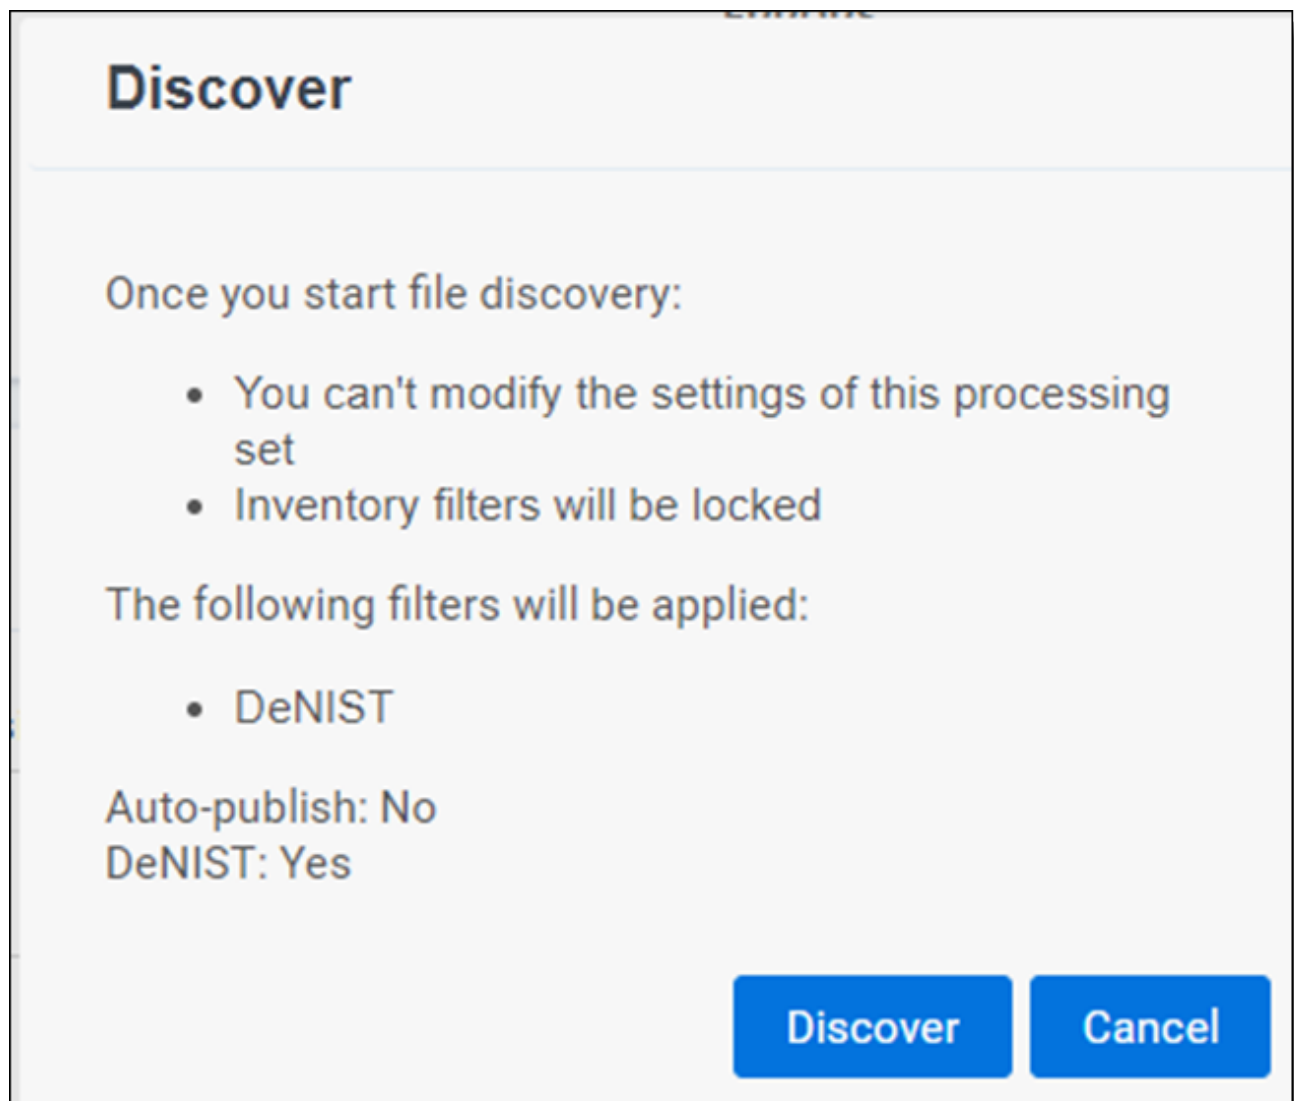 Discover
Once you start file discovery:
• You can't modify the settings of this processing
set
• Inventory filters will be locked
The following filters will be applied:
• DeNIST
Auto-publish: No
DeNIST: Yes
Discover
Cancel